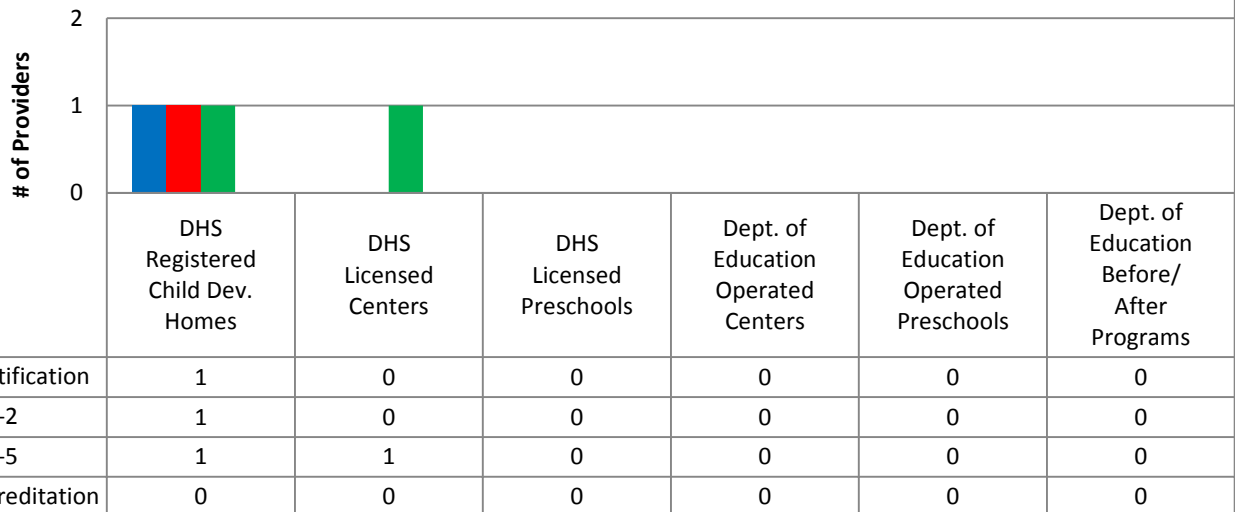 2
1
0
# of Providers
DHS
Registered
Child Dev.
Homes
DHS
Licensed
Centers
DHS
Licensed
Preschools
Dept. of
Education
Operated
Centers
Dept. of
Education
Operated
Preschools
Dept. of
Education
Before/
After
Programs
tification 1 0 0 0 0 0
-2 1 0 0 0 0 0
-5 1 1 0 0 0 0
reditation 0 0 0 0 0 0